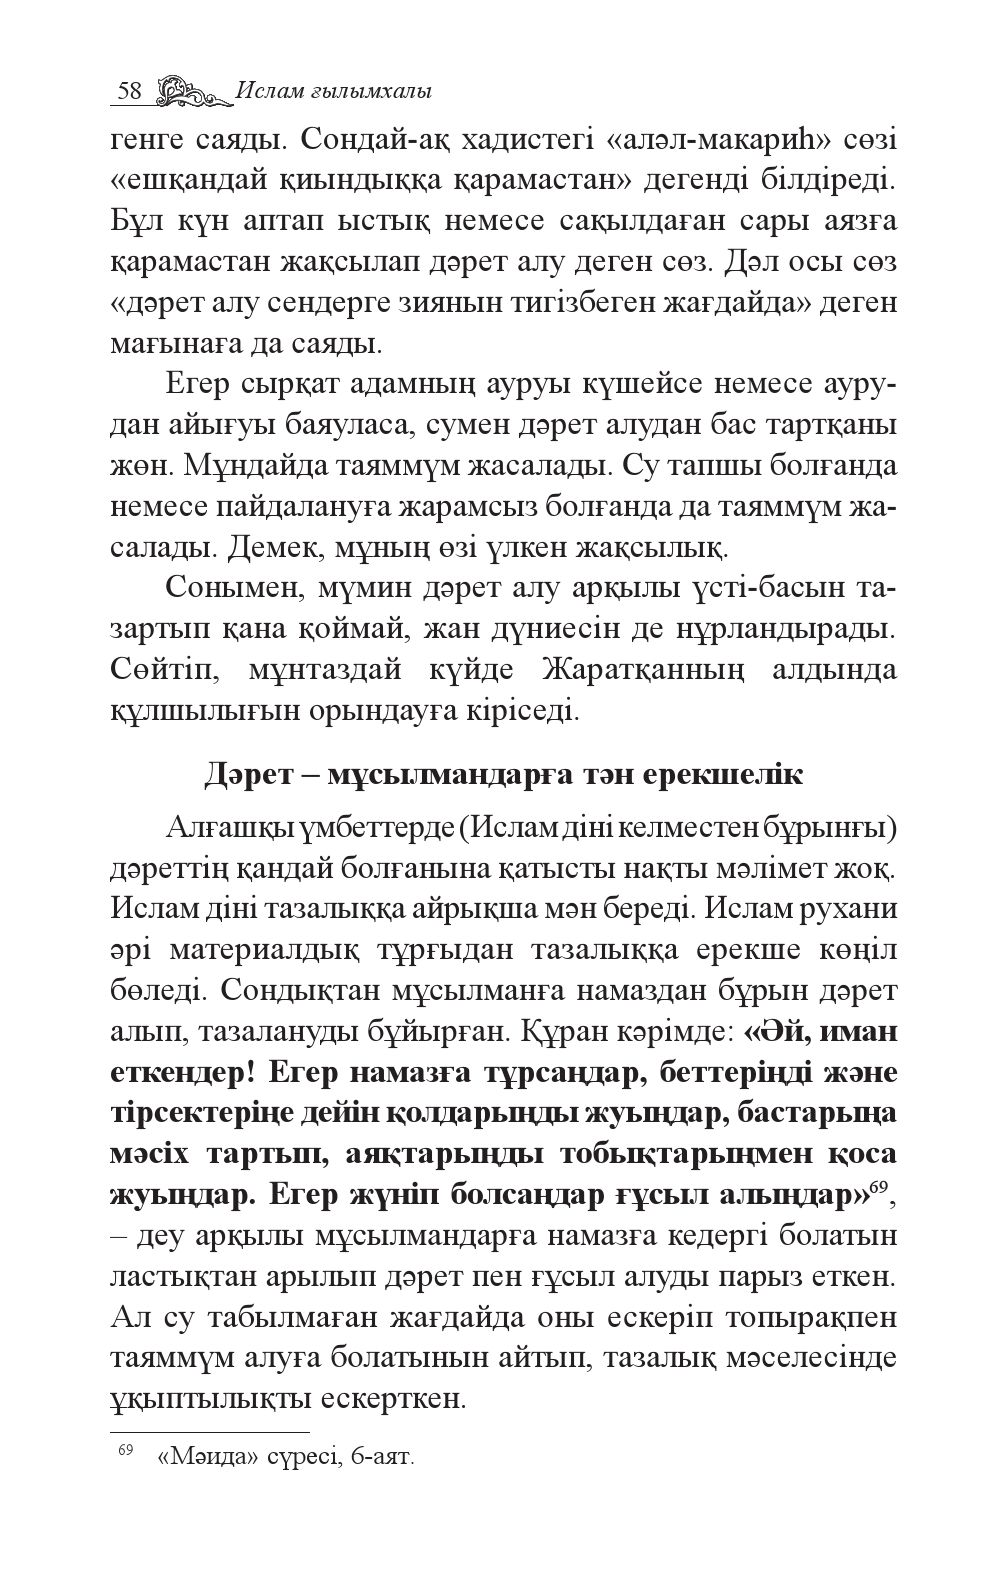 58 Ислам ғылымхалы
генге саяды. Сондай-ақ хадистегі «аләл-макариһ» сөзі
«ешқандай қиындыққа қарамастан» дегенді білдіреді.
Бұл күн аптап ыстық немесе сақылдаған сары аязға
қарамастан жақсылап дәрет алу деген сөз. Дәл осы сөз
«дәрет алу сендерге зиянын тигізбеген жағдайда» деген
мағынаға да саяды.
Егер сырқат адамның ауруы күшейсе немесе ауру-
дан айығуы баяуласа, сумен дәрет алудан бас тартқаны
жөн. Мұндайда таяммүм жасалады. Су тапшы болғанда
немесе пайдалануға жарамсыз болғанда да таяммүм жа-
салады. Демек, мұның өзі үлкен жақсылық.
Сонымен, мүмин дәрет алу арқылы үсті-басын та-
зартып қана қоймай, жан дүниесін де нұрландырады.
Сөйтіп, мұнтаздай күйде Жаратқанның алдында
құлшылығын орындауға кіріседі.
Дәрет – мұсылмандарға тән ерекшелік
Алғашқы үмбеттерде (Ислам діні келместен бұрынғы)
дәреттің қандай болғанына қатысты нақты мәлімет жоқ.
Ислам діні тазалыққа айрықша мән береді. Ислам рухани
әрі материалдық тұрғыдан тазалыққа ерекше көңіл
бөледі. Сондықтан мұсылманға намаздан бұрын дәрет
алып, тазалануды бұйырған. Құран кәрімде: «Әй, иман
еткендер! Егер намазға тұрсаңдар, беттеріңді және
тірсектеріңе дейін қолдарыңды жуыңдар, бастарыңа
мәсіх тартып, аяқтарыңды тобықтарыңмен қоса
жуыңдар. Егер жүніп болсаңдар ғұсыл алыңдар»69,
– деу арқылы мұсылмандарға намазға кедергі болатын
ластықтан арылып дәрет пен ғұсыл алуды парыз еткен.
Ал су табылмаған жағдайда оны ескеріп топырақпен
таяммүм алуға болатынын айтып, тазалық мәселесінде
ұқыптылықты ескерткен.
69 «Мәида» сүресі, 6-аят.